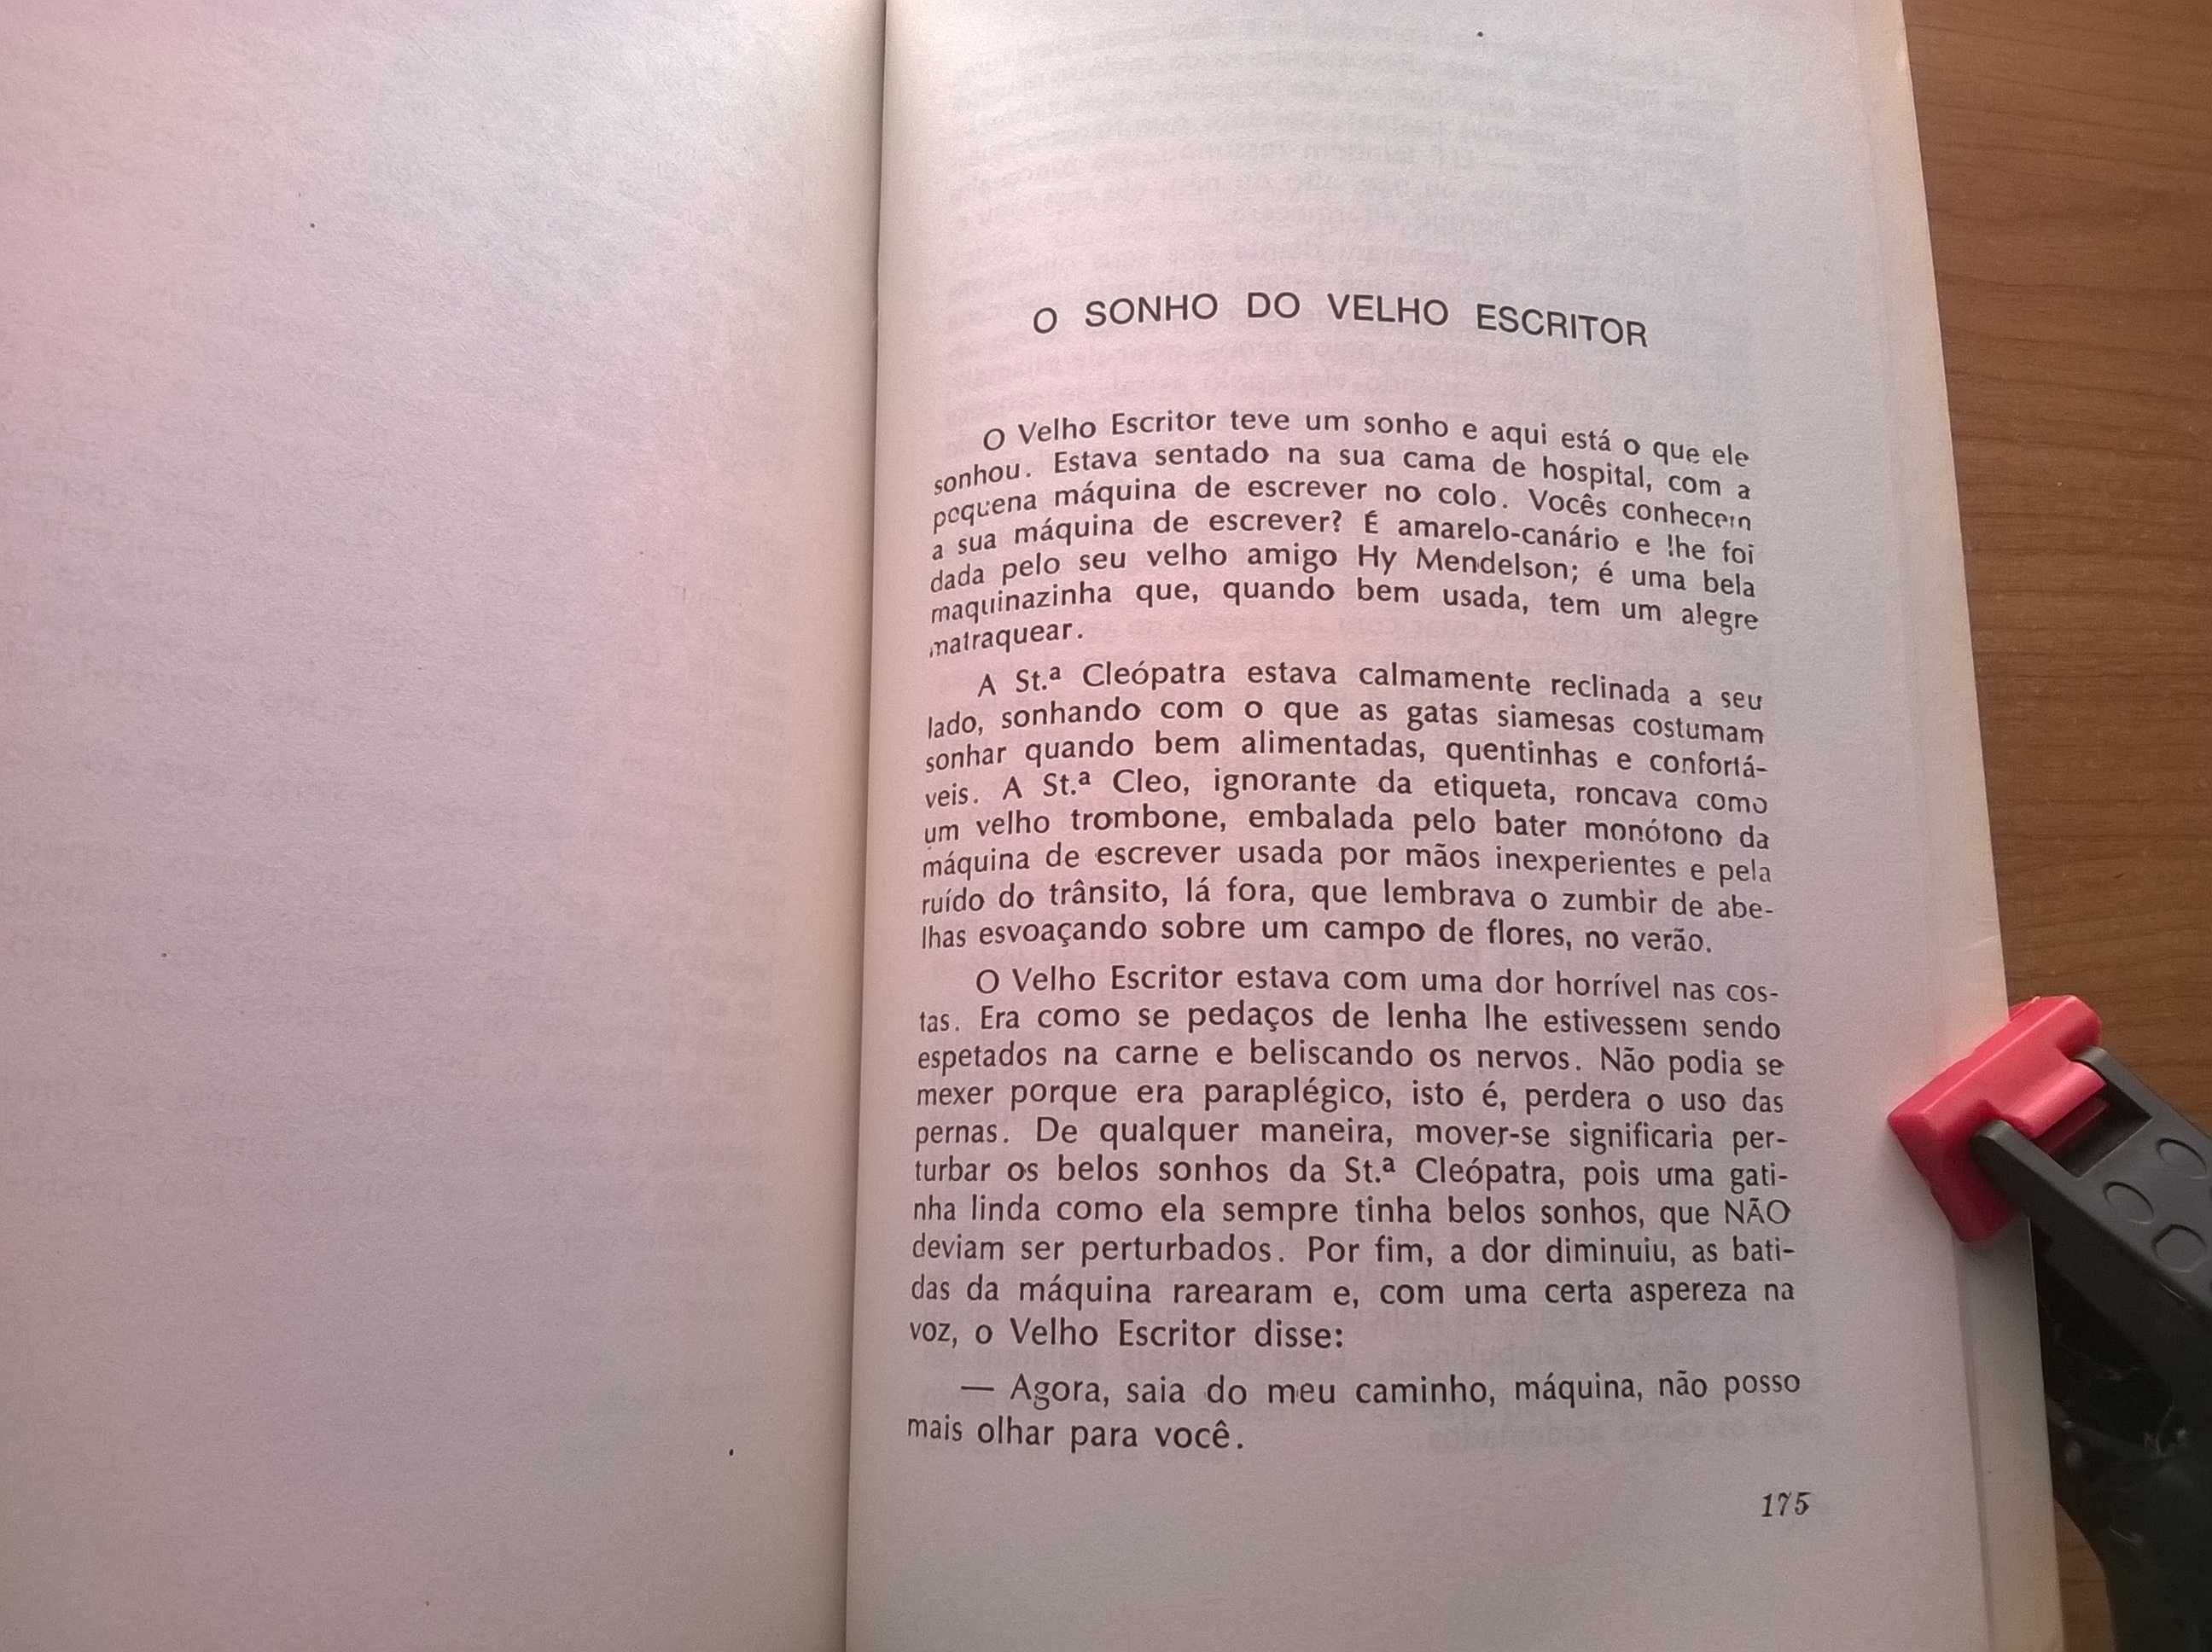 O SONHO DO VELHO ESCRITOR
O Velho Escritor teve um sonho e aqui está o que ele
sonhou. Estava sentado na sua cama de hospital, com a
pequena máquina de escrever no colo. Vocês conhecem
a sua máquina de escrever? É amarelo-canário e lhe foi
dada pelo seu velho amigo Hy Mendelson; é uma bela
maquinazinha que, quando bem usada, tem um alegre
matraquear.
A St.ª Cleópatra estava calmamente reclinada a seu
lado, sonhando com o que as gatas siamesas costumam
sonhar quando bem alimentadas, quentinhas e confortá-
veis. A St.ª Cleo, ignorante da etiqueta, roncava como
um velho trombone, embalada pelo bater monótono da
máquina de escrever usada por mãos inexperientes e pela
ruído do trânsito, lá fora, que lembrava o zumbir de abe-
lhas esvoaçando sobre um campo de flores, no verão.
O Velho Escritor estava com uma dor horrível nas cos-
tas. Era como se pedaços de lenha lhe estivessem sendo
espetados na carne e beliscando os nervos. Não podia se
mexer porque era paraplégico, isto é, perdera o uso das
pernas. De qualquer maneira, mover-se significaria per-
turbar os belos sonhos da St.ª Cleópatra, pois uma gati-
nha linda como ela sempre tinha belos sonhos, que NÃO
deviam ser perturbados. Por fim, a dor diminuiu, as bati-
das da máquina rarearam e, com uma certa aspereza na
voz, o Velho Escritor disse:
— Agora, saia do meu caminho, máquina, não posso
mais olhar para você.
175